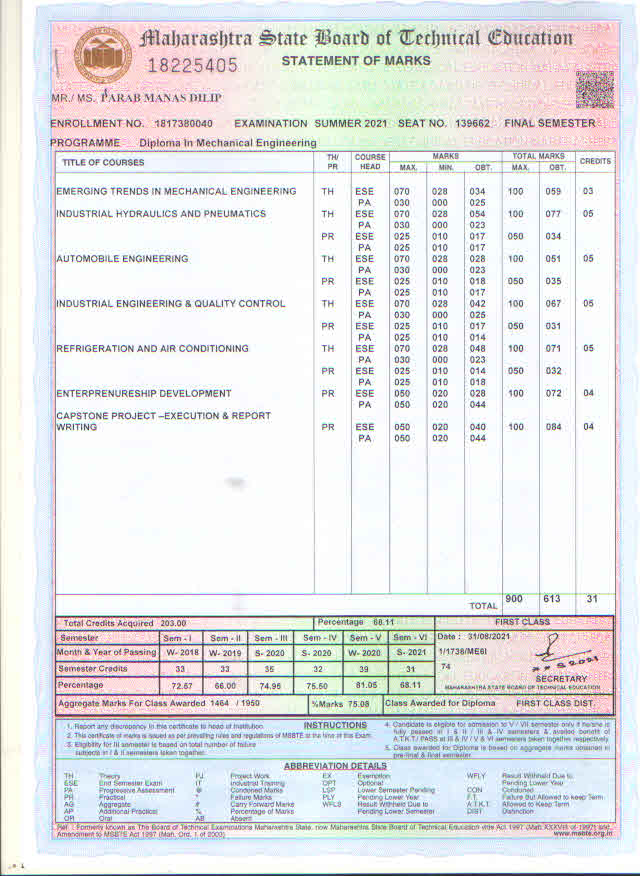 Maharashtra State Board of Technical Education
18225405 STATEMENT OF MARKS
MR./ MS. PARAB MANAS DILIP
ENROLLMENT NO. 1817380040 EXAMINATION SUMMER 2021 SEAT NO. 139662 FINAL SEMESTER
PROGRAMME Diploma In Mechanical Engineering
TITLE OF COURSES TH/ PR COURSE HEAD MARKS MAX. MIN. OBT. TOTAL MARKS MAX. OBT. CREDITS
EMERGING TRENDS IN MECHANICAL ENGINEERING TH ESE 070 028 034 100 059 03
PA 030 000 025
INDUSTRIAL HYDRAULICS AND PNEUMATICS TH ESE 070 028 054 100 077 05
PA 030 000 023
PR ESE 025 010 017 050 034
PA 025 010 017
AUTOMOBILE ENGINEERING TH ESE 070 028 028 100 051 05
PA 030 000 023
PR ESE 025 010 018 050 035
PA 025 010 017
INDUSTRIAL ENGINEERING & QUALITY CONTROL TH ESE 070 028 042 100 067 05
PA 030 000 025
PR ESE 025 010 017 050 031
PA 025 010 014
REFRIGERATION AND AIR CONDITIONING TH ESE 070 028 048 100 071 05
PA 030 000 023
PR ESE 025 010 014 050 032
PA 025 010 018
ENTERPRENURESHIP DEVELOPMENT PR ESE 050 020 028 100 072 04
PA 050 020 044
CAPSTONE PROJECT –EXECUTION & REPORT
WRITING PR ESE 050 020 040 100 084 04
PA 050 020 044
TOTAL 900 613 31
Total Credits Acquired 203.00 Percentage 68.11 FIRST CLASS
Semester Sem - I Sem - II Sem - III Sem - IV Sem - V Sem - VI Date : 31/08/2021
Month & Year of Passing W- 2018 W- 2019 S- 2020 S- 2020 W- 2020 S- 2021 1/1738/ME6I
Semester Credits 33 33 35 32 39 31 74
Percentage 72.67 66.00 74.95 75.50 81.05 68.11
SECRETARY
MAHARASHTRA STATE BOARD OF TECHNICAL EDUCATION
Aggregate Marks For Class Awarded 1464 / 1950 %Marks 75.08 Class Awarded for Diploma FIRST CLASS DIST.
INSTRUCTIONS
1. Report any discrepancy in this certificate to head of Institution.
2. This certificate of marks is issued as per prevailing rules and regulations of MSBTE at the time of this Exam.
3. Eligibility for III semester is based on total number of failure
subjects in I & II semesters taken together.
4. Candidate is eligible for admission to V / VII semester only if he/she is
fully passed in I & II / III & IV semesters & availed benefit of
A.T.K.T./ PASS at III & IV / V & VI semesters taken together respectively.
5. Class awarded for Diploma is based on aggregate marks obtained in
pre-final & final semester.
ABBREVIATION DETAILS
TH Theory PJ Project Work EX Exemption WFLY Result Withheld Due to
ESE End Semester Exam IT Industrial Training OPT Optional Pending Lower Year
PA Progressive Assessment @ Condoned Marks LSP Lower Semester Pending CON Condoned
PR Practical * Failure Marks PLY Pending Lower Year F.T. Failure But Allowed to Keep Term
AG Aggregate # Carry Forward Marks WFLS Result Withheld Due to A.T.K.T. Allowed to Keep Term
AP Additional Practical % Percentage of Marks Pending Lower Semester DIST Distinction
OR Oral AB Absent
Ref : Formerly known as The Board of Technical Examinations Maharashtra State, now Maharashtra State Board of Technical Education vide Act 1997 (Mah XXXVIII of 1997) and
Amendment to MSBTE Act 1997 (Mah. Ord. 1 of 2000) www.msbte.org.in